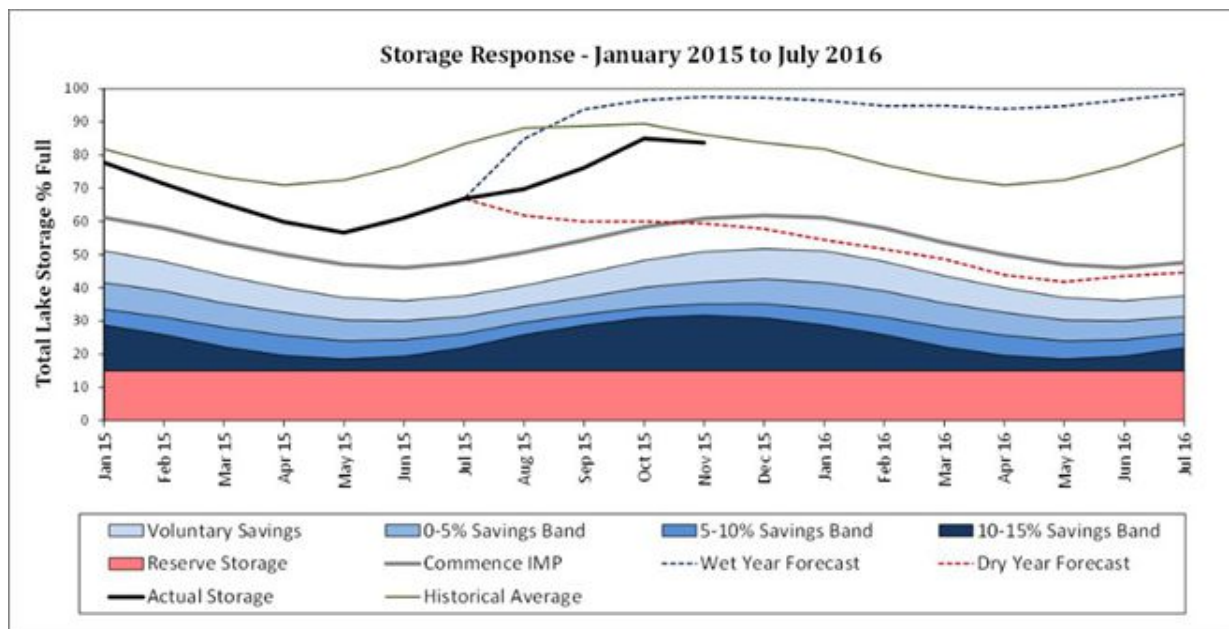 Storage Response - January 2015 to July 2016
Total Lake Storage % Full
100
90
80
70
60
50
40
30
20
10
0
Jan 15
Feb 15
Mar 15
Apr 15
May 15
Jun 15
Jul 15
Aug 15
Sep 15
Oct 15
Nov 15
Dec 15
Jan 16
Feb 16
Mar 16
Apr 16
May 16
Jun 16
Jul 16
Voluntary Savings 0-5% Savings Band 5-10% Savings Band 10-15% Savings Band
Reserve Storage Commence IMP Wet Year Forecast Dry Year Forecast
Actual Storage Historical Average